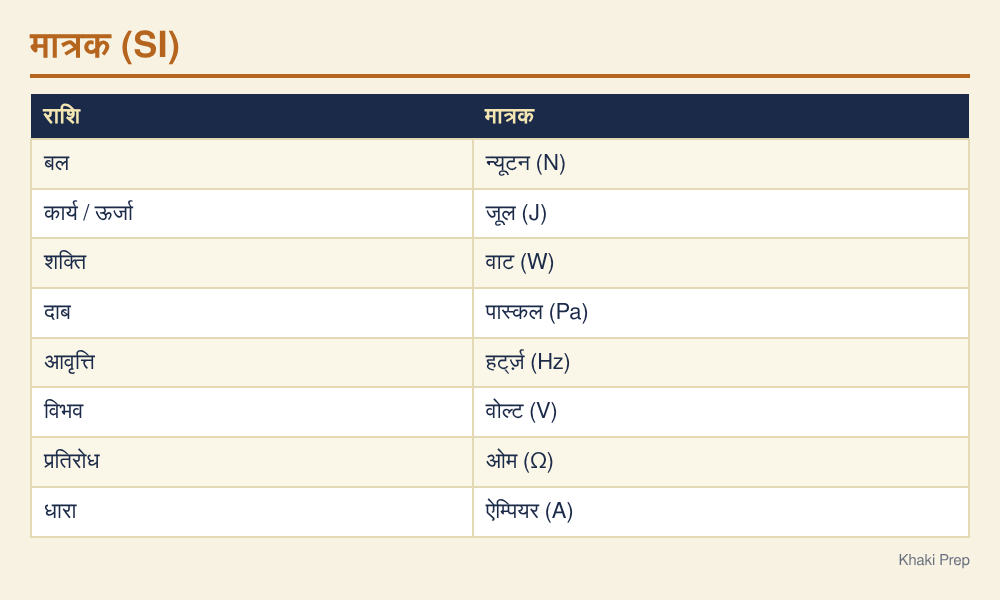 मात्रक (SI)
राशि मात्रक
बल न्यूटन (N)
कार्य / ऊर्जा जूल (J)
शक्ति वाट (W)
दाब पास्कल (Pa)
आवृत्ति हर्ट्ज़ (Hz)
विभव वोल्ट (V)
प्रतिरोध ओम (Ω)
धारा ऐम्पियर (A)
Khaki Prep